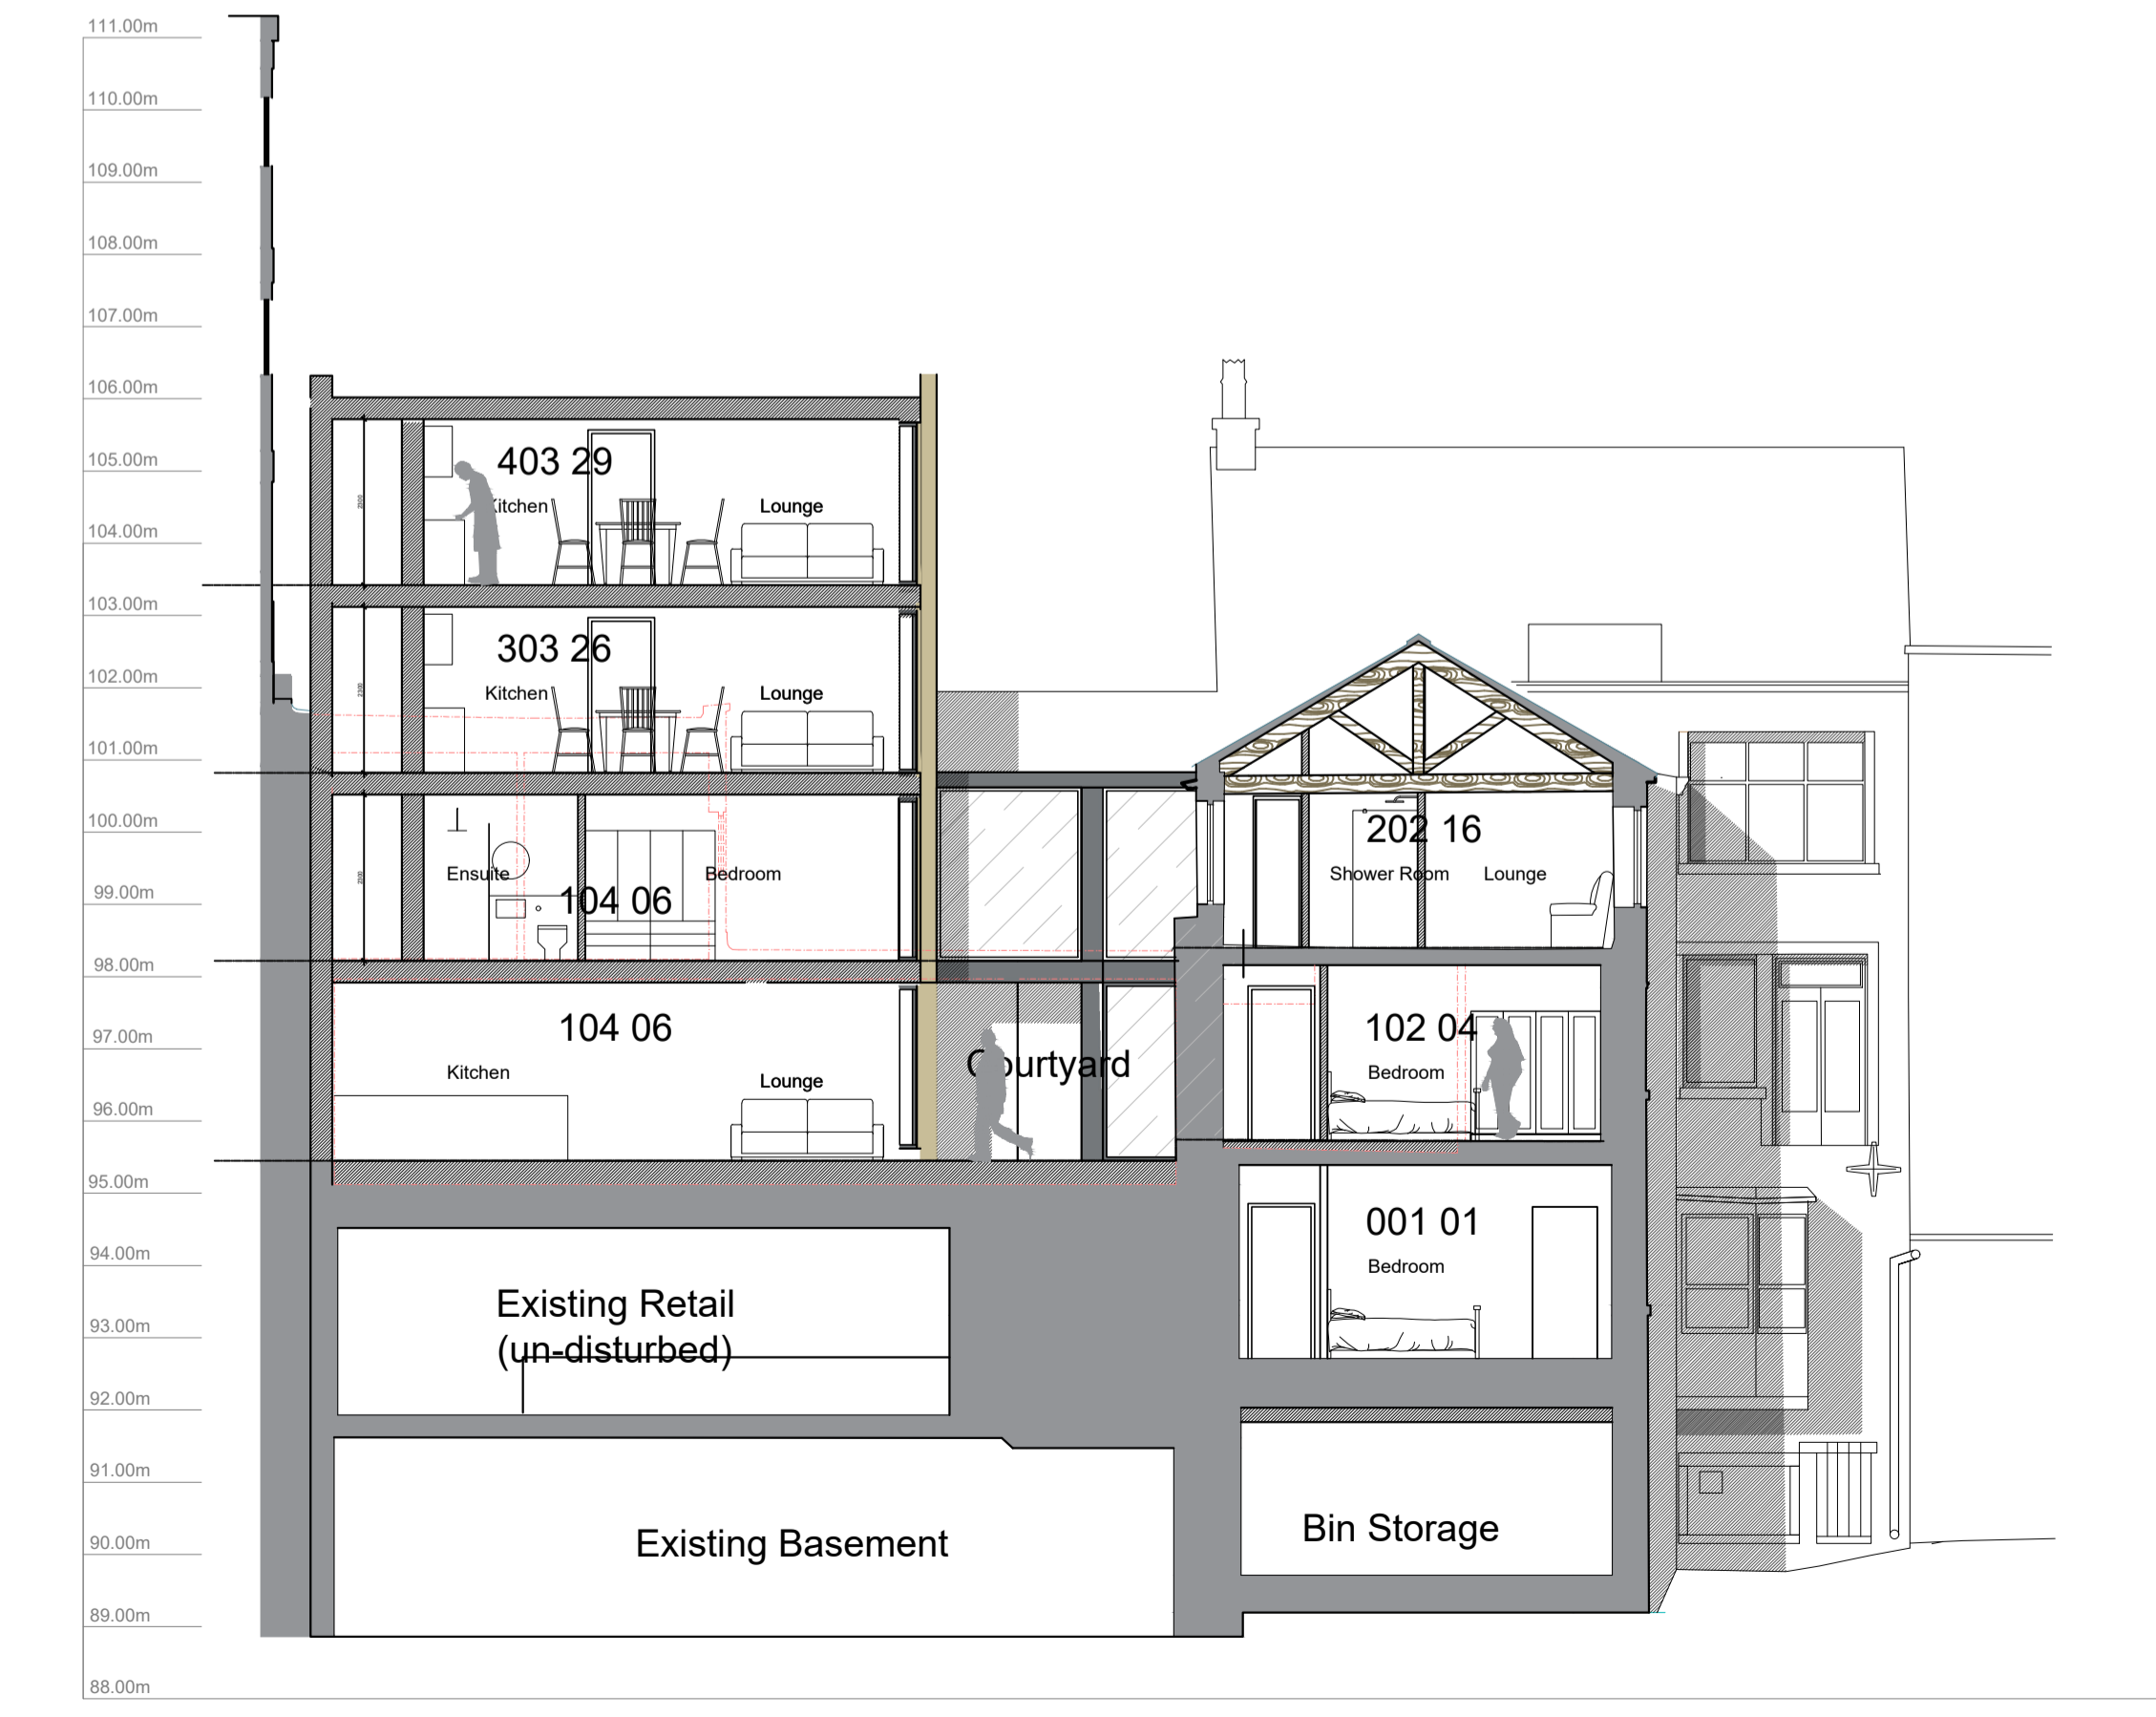 111.00m
110.00m
109.00m
108.00m
107.00m
106.00m
105.00m
104.00m
103.00m
102.00m
101.00m
100.00m
99.00m
98.00m
97.00m
96.00m
95.00m
94.00m
93.00m
92.00m
91.00m
90.00m
89.00m
88.00m
403 29
Kitchen
Lounge
2300
303 26
Kitchen
Lounge
2300
Ensuite
Bedroom
104 06
2300
202 16
Shower Room
Lounge
104 06
Kitchen
Lounge
Courtyard
102 04
Bedroom
001 01
Bedroom
Existing Retail
(un-disturbed)
Existing Basement
Bin Storage